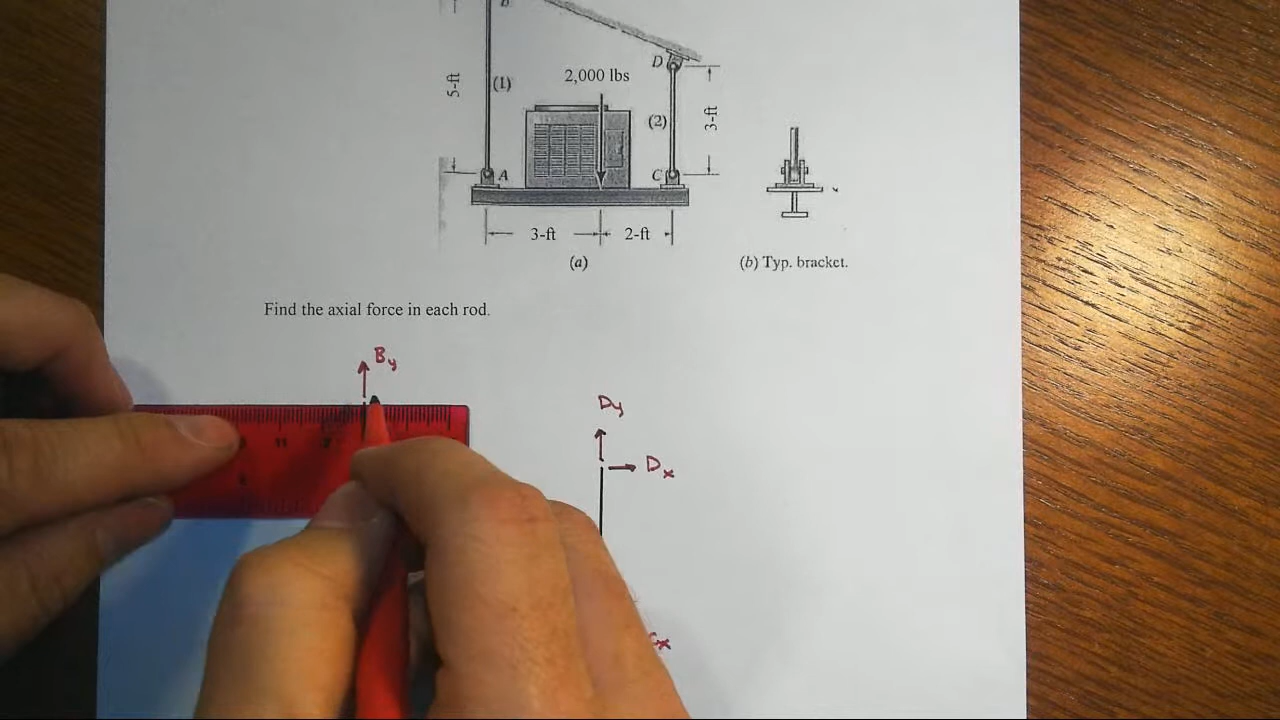 B
5-ft
(1)
2,000 lbs
D
(2)
3-ft
A
C
3-ft
2-ft
(a)
(b) Typ. bracket.
Find the axial force in each rod.
By
Dy
Dx
Cx